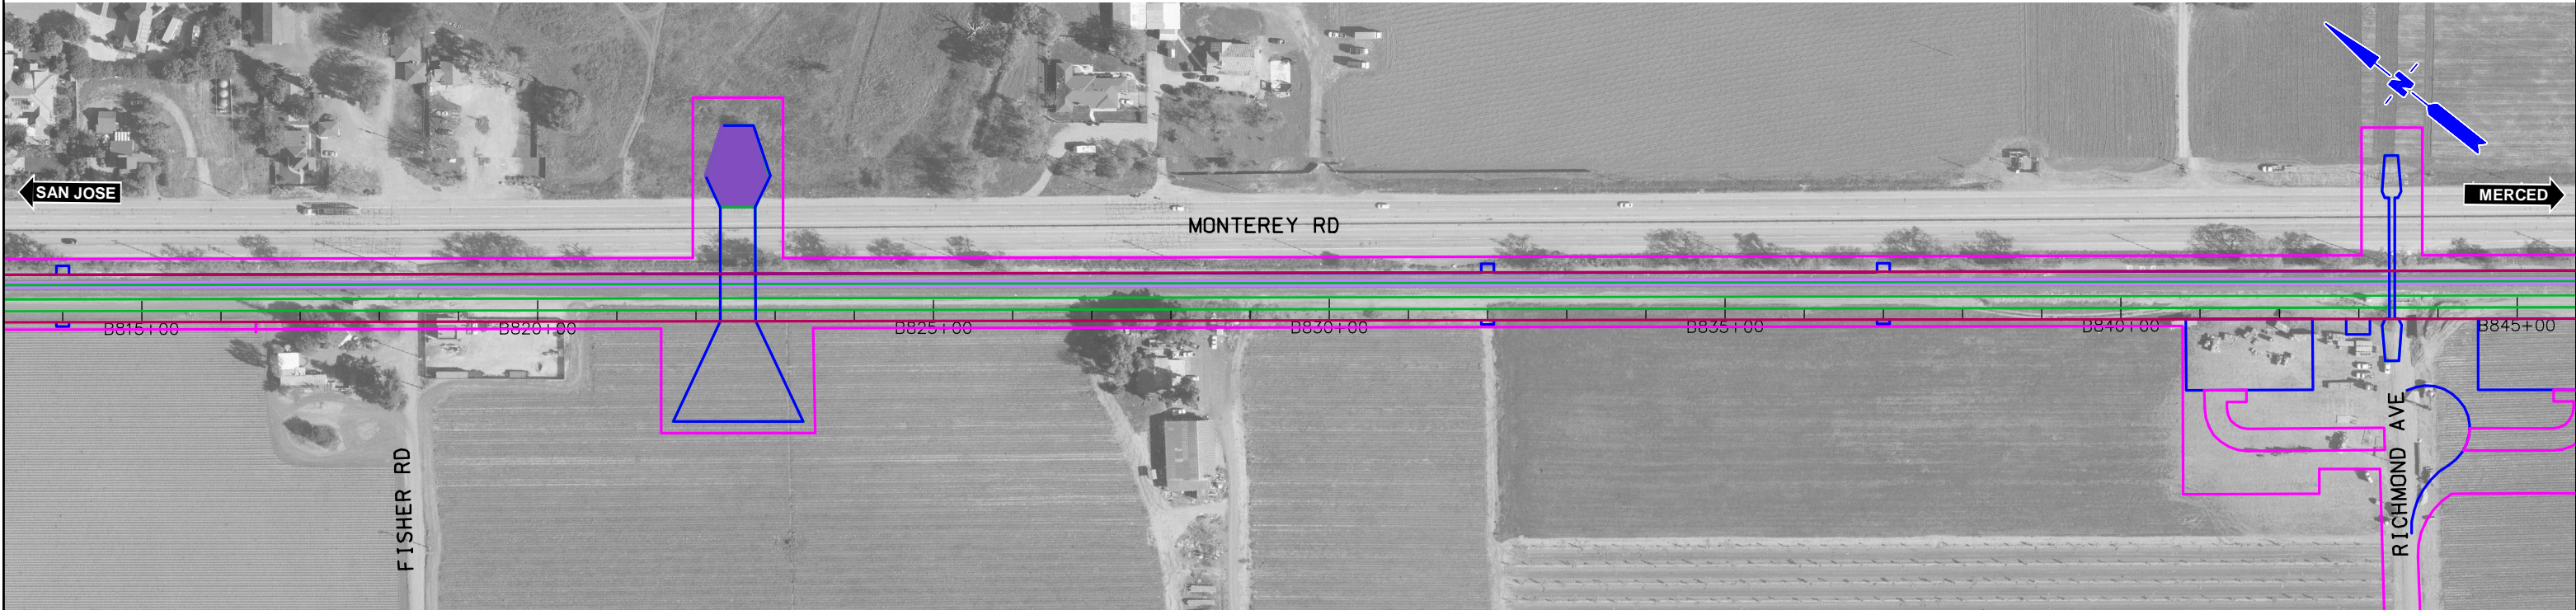 N
SAN JOSE
MERCED
MONTEREY RD
B815+00
B820+00
B825+00
B830+00
B835+00
B840+00
B845+00
FISHER RD
RICHMOND AVE